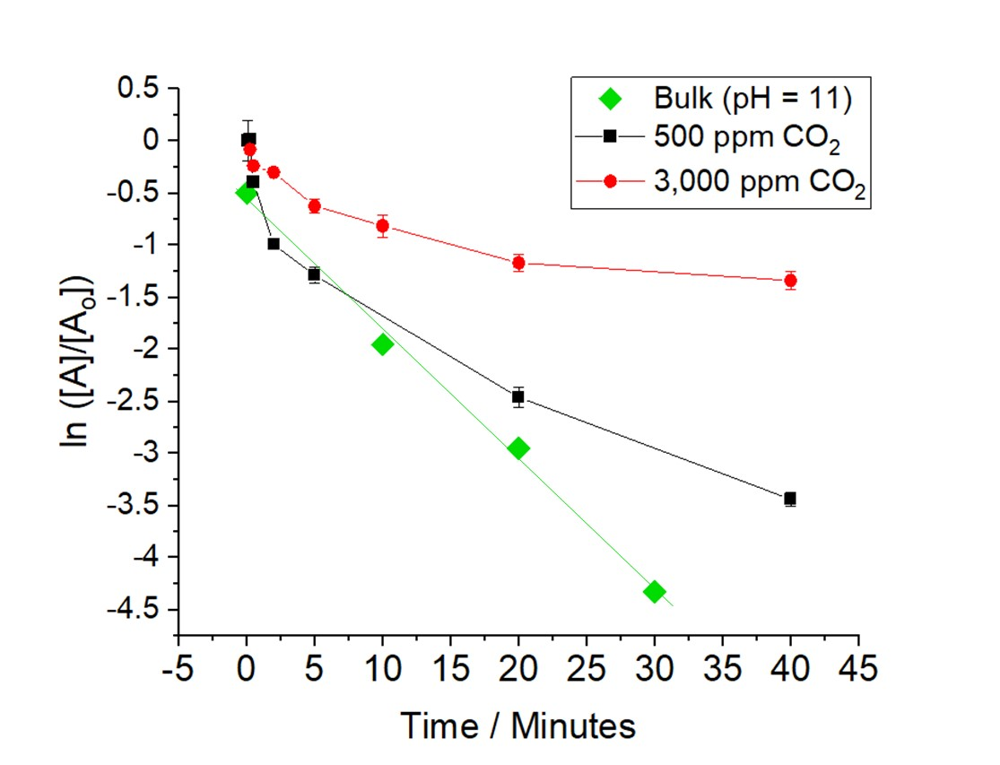 Bulk (pH = 11)
500 ppm CO₂
3,000 ppm CO₂
0.5
0
-0.5
-1
-1.5
-2
-2.5
-3
-3.5
-4
-4.5
ln ([A]/[Aₒ])
-5 0 5 10 15 20 25 30 35 40 45
Time / Minutes